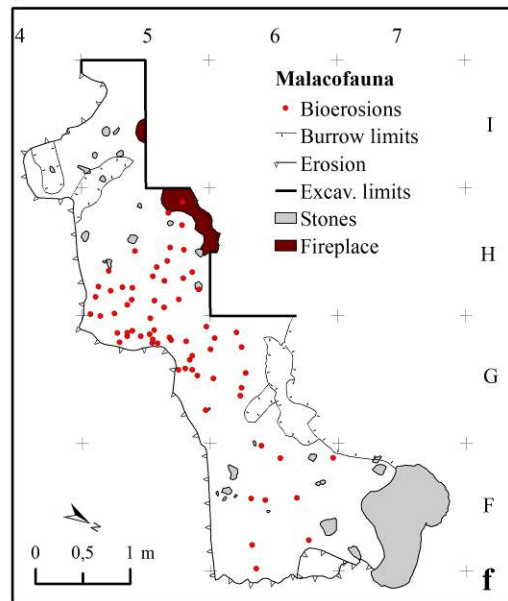 4 5 6 7
Malacofauna
Bioerosions
I
Burrow limits
Erosion
Excav. limits
Stones
Fireplace
H
G
F
N
0 0,5 1 m
f